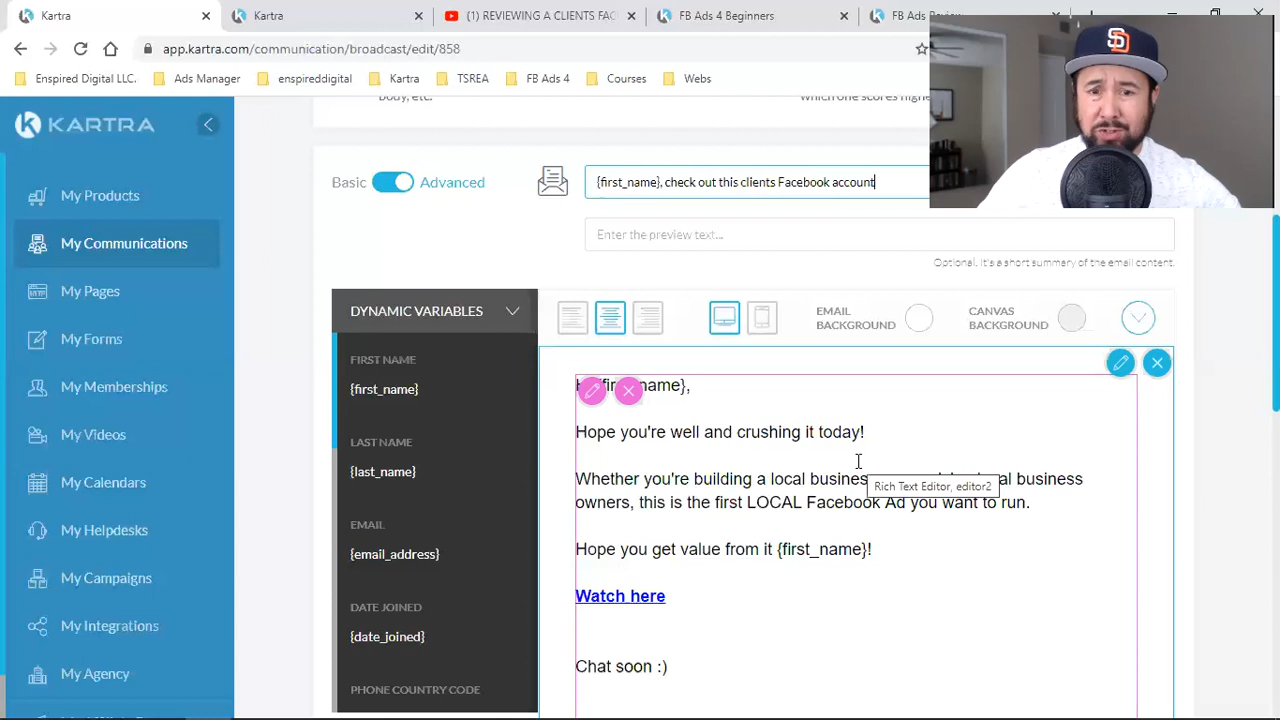 Kartra
Kartra
(1) REVIEWING A CLIENTS FAC
FB Ads 4 Beginners
FB Ads
app.kartra.com/communication/broadcast/edit/858
Enspired Digital LLC.
Ads Manager
enspireddigital
Kartra
TSREA
FB Ads 4
Courses
Webs
KARTRA
My Products
My Communications
My Pages
My Forms
My Memberships
My Videos
My Calendars
My Helpdesks
My Campaigns
My Integrations
My Agency
Body, etc.
which one scores highe
Basic
Advanced
{first_name}, check out this clients Facebook account
Enter the preview text...
Optional. It's a short summary of the email content.
DYNAMIC VARIABLES
EMAIL
BACKGROUND
CANVAS
BACKGROUND
FIRST NAME
{first_name}
LAST NAME
{last_name}
EMAIL
{email_address}
DATE JOINED
{date_joined}
PHONE COUNTRY CODE
name},
Hope you're well and crushing it today!
Whether you're building a local business
Rich Text Editor, editor2
owners, this is the first LOCAL Facebook Ad you want to run.
Hope you get value from it {first_name}!
Watch here
Chat soon :)
SD